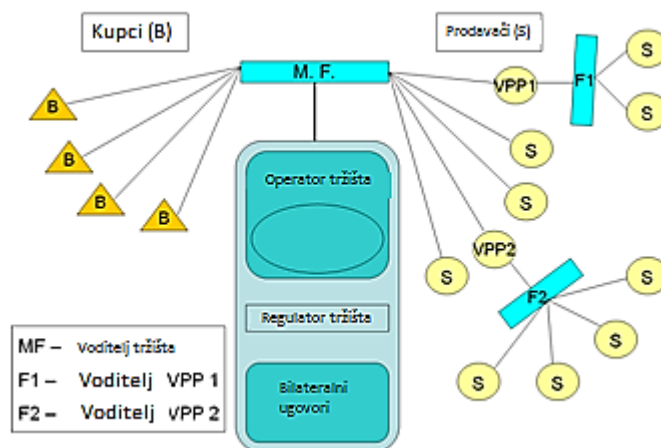 Kupci (B)
Prodavači (S)
M. F.
VPP1
F1
S
S
S
S
S
B
B
B
B
Operator tržišta
VPP2
F2
S
S
S
S
Regulator tržišta
Bilateralni
ugovori
MF – Voditelj tržišta
F1 – Voditelj VPP 1
F2 – Voditelj VPP 2